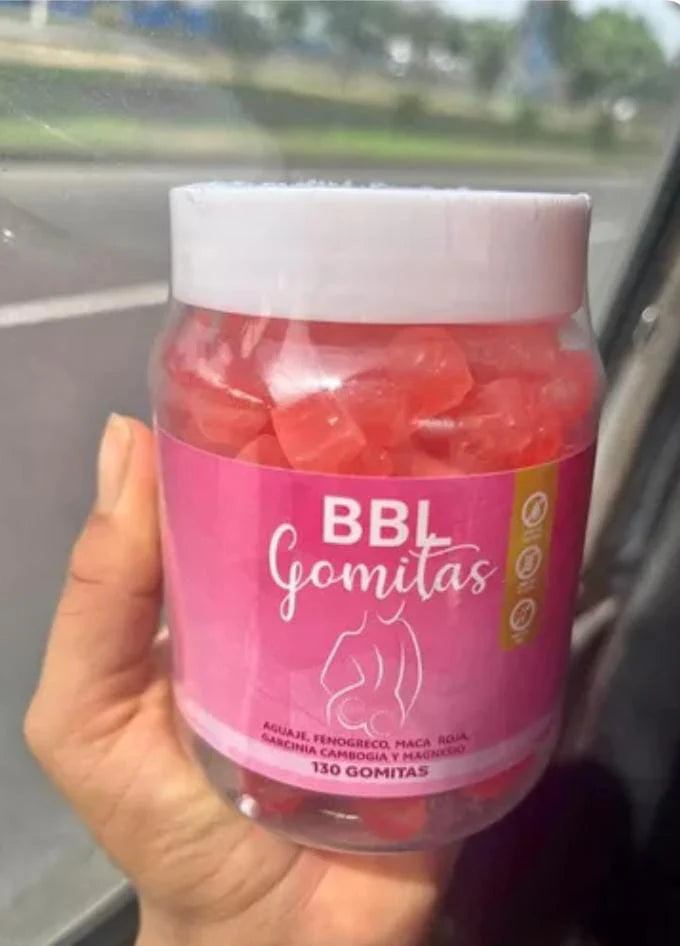 BBL
Gomitas
AGUAJE, FENOGRECO, MACA ROJA,
GARCINIA CAMBOGIA Y MAGNESIO
130 GOMITAS